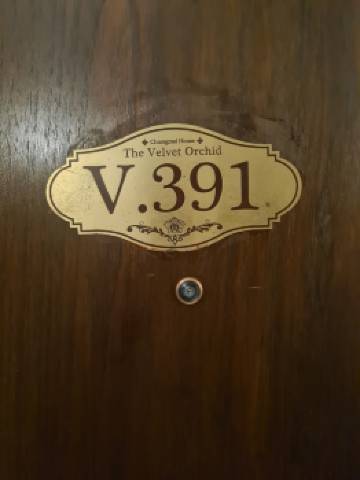 The Velvet Orchid
V.391